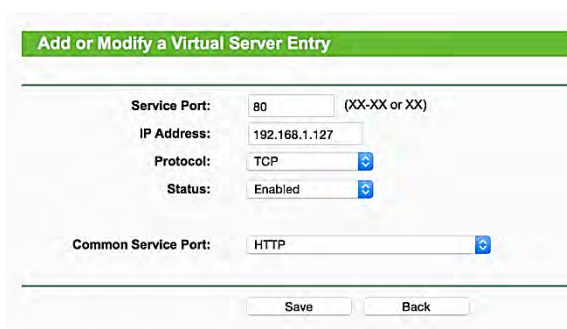 Add or Modify a Virtual Server Entry
Service Port: 80 (XX-XX or XX)
IP Address: 192.168.1.127
Protocol: TCP
Status: Enabled
Common Service Port: HTTP
Save Back